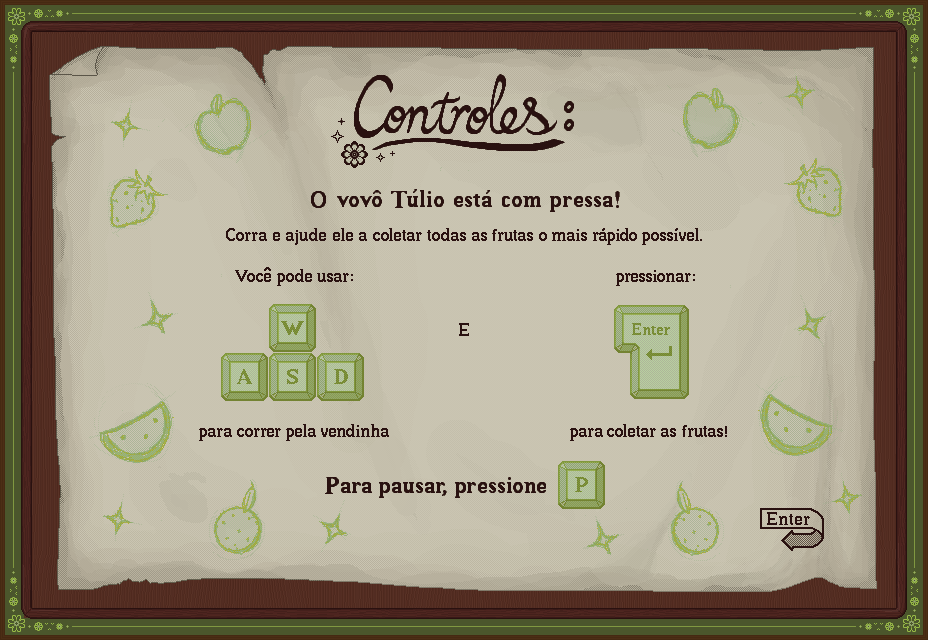 Controles:
O vovô Túlio está com pressa!
Corra e ajude ele a coletar todas as frutas o mais rápido possível.
Você pode usar:
W
A S D
para correr pela vendinha
E
pressionar:
Enter
para coletar as frutas!
Para pausar, pressione P
Enter